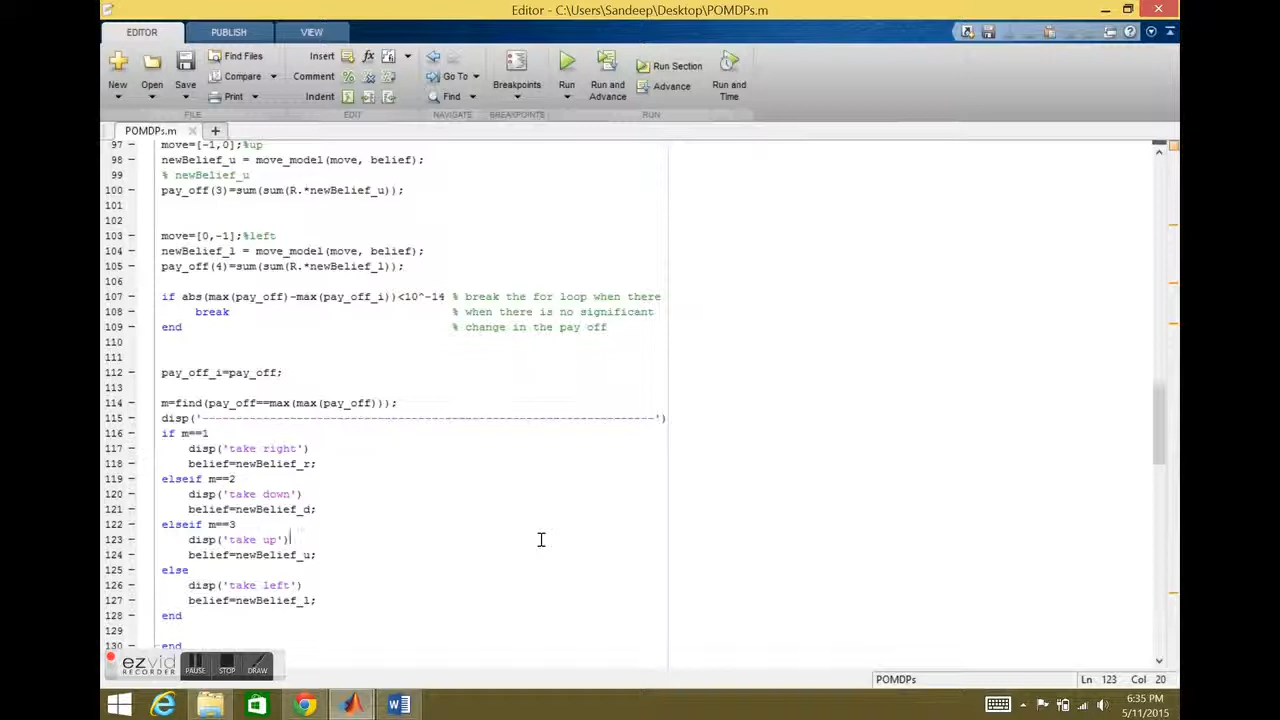 Editor - C:\Users\Sandeep\Desktop\POMDPs.m
EDITOR PUBLISH VIEW
New Open Save Find Files Compare Print FILE
Insert fx Comment Indent EDIT
Go To Find NAVIGATE
Breakpoints BREAKPOINTS
Run Run and Advance Run Section Advance Run and Time RUN
POMDPs.m
97 move=[-1,0];%up
98 newBelief_u = move_model(move, belief);
99 % newBelief_u
100 pay_off(3)=sum(sum(R.*newBelief_u));
101
102
103 move=[0,-1];%left
104 newBelief_l = move_model(move, belief);
105 pay_off(4)=sum(sum(R.*newBelief_l));
106
107 if abs(max(pay_off)-max(pay_off_i))<10^-14 % break the for loop when there
108 break % when there is no significant
109 end % change in the pay off
110
111
112 pay_off_i=pay_off;
113
114 m=find(pay_off==max(max(pay_off)));
115 disp('-------------------------------------------------------------------')
116 if m==1
117 disp('take right')
118 belief=newBelief_r;
119 elseif m==2
120 disp('take down')
121 belief=newBelief_d;
122 elseif m==3
123 disp('take up')
124 belief=newBelief_u;
125 else
126 disp('take left')
127 belief=newBelief_l;
128 end
129
130 end
ezvid RECORDER PAUSE STOP DRAW
POMDPs Ln 123 Col 20
6:35 PM
5/11/2015